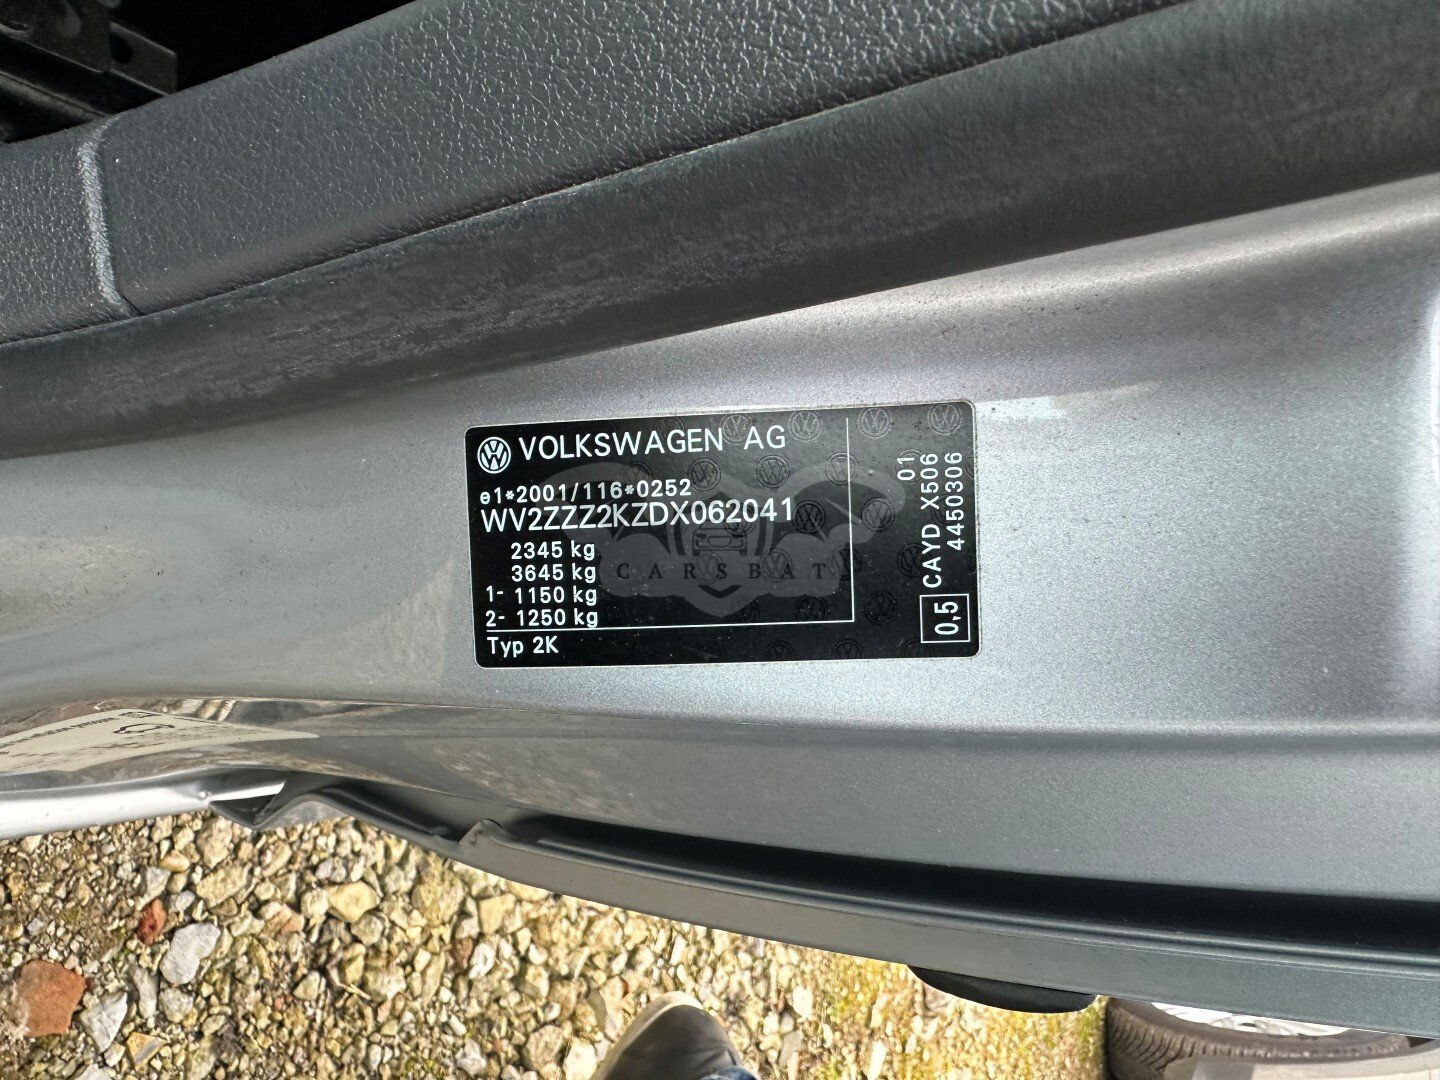 VOLKSWAGEN AG
e1*2001/116*0252
WV2ZZZ2KZDX062041
2345 kg
3645 kg
1- 1150 kg
2- 1250 kg
Typ 2K
01
CAYD X506
4450306
0,5
CARSBAT